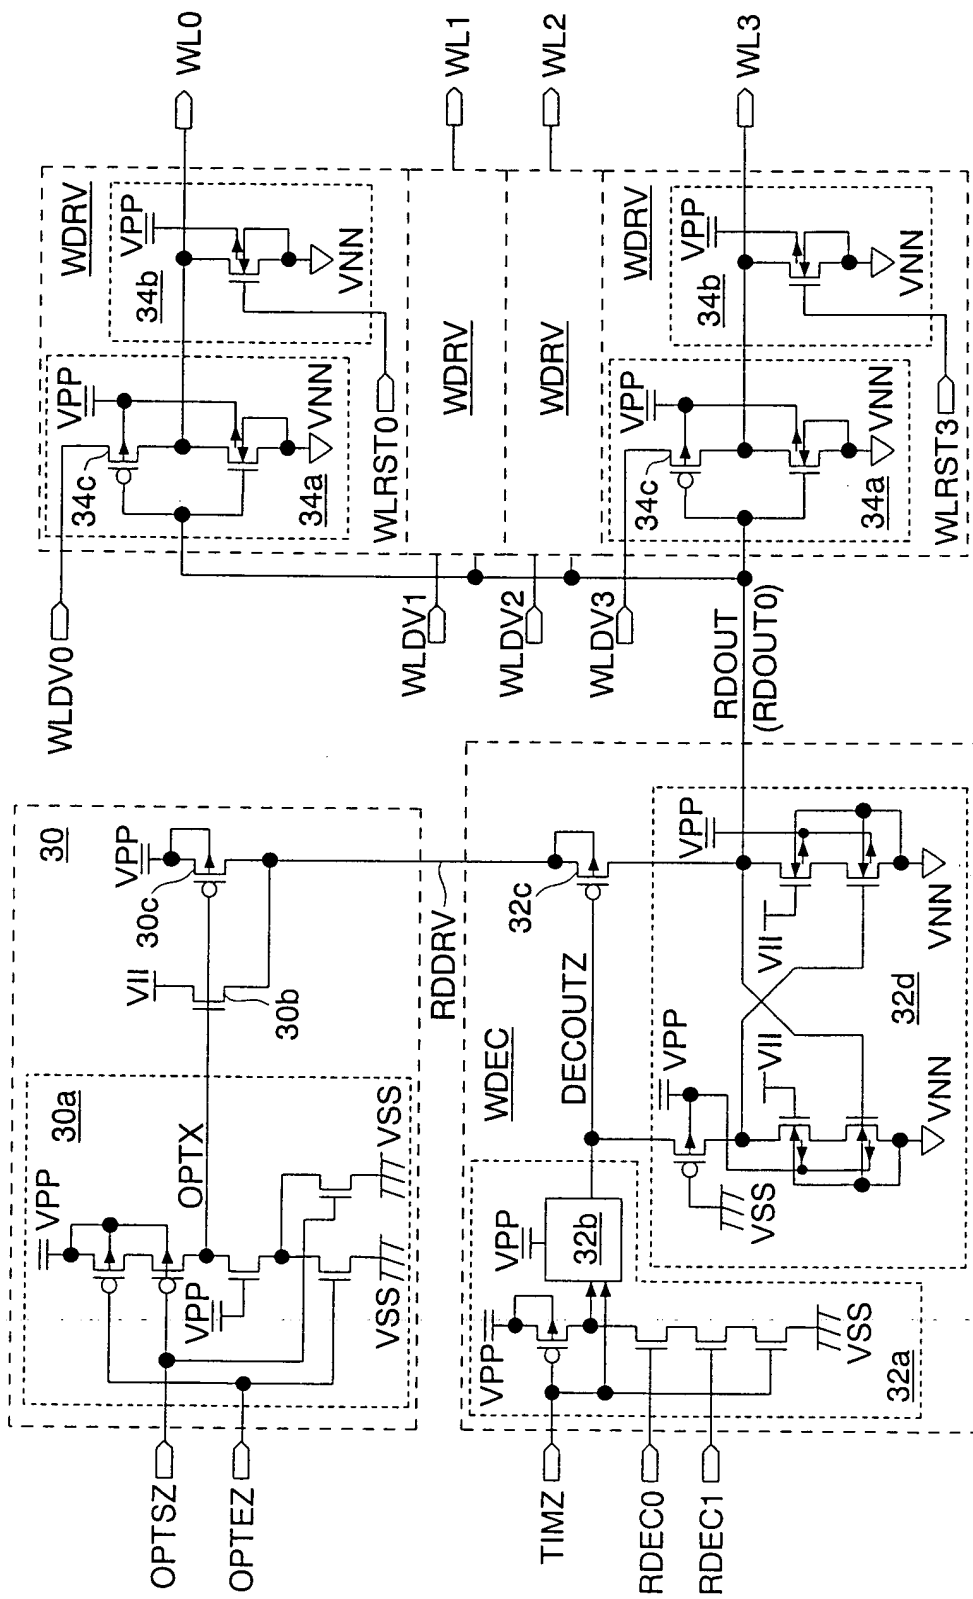 OPTSZ
OPTEZ
30
30a
VPP
VPP
OPTX
VSS
VSS
VII
30b
30c
VPP
RDDRV
TIMZ
RDEC0
RDEC1
WDEC
VPP
VPP
32b
32a
VSS
DECOUTZ
32c
VPP
VSS
VII
VNN
32d
VII
VPP
VNN
RDOUT
(RDOUT0)
WLDV0
WLDV1
WLDV2
WLDV3
WDRV
34c
VPP
34a
VNN
34b
VPP
VNN
WLRST0
WDRV
WDRV
WDRV
34c
VPP
34a
VNN
34b
VPP
VNN
WLRST3
WL0
WL1
WL2
WL3